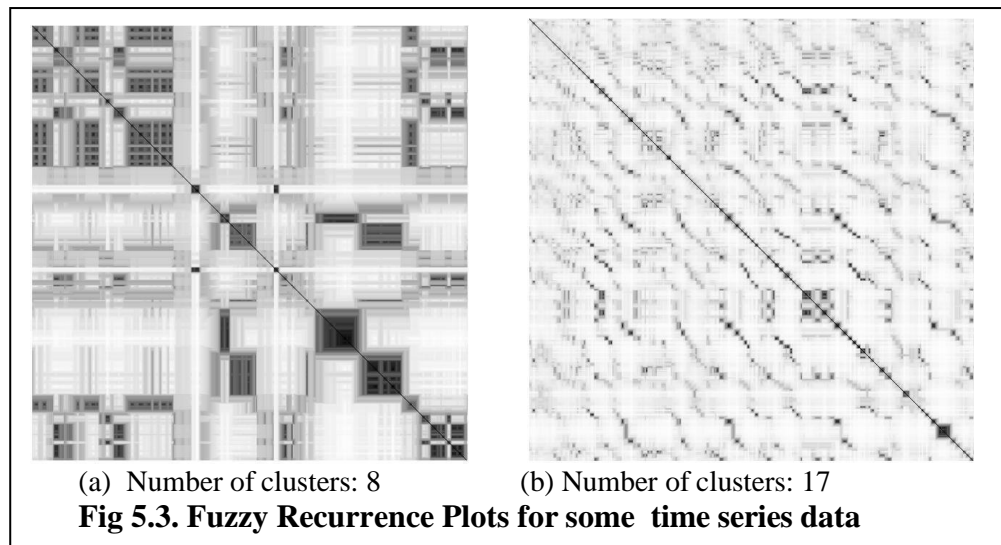 (a) Number of clusters: 8 (b) Number of clusters: 17
Fig 5.3. Fuzzy Recurrence Plots for some time series data